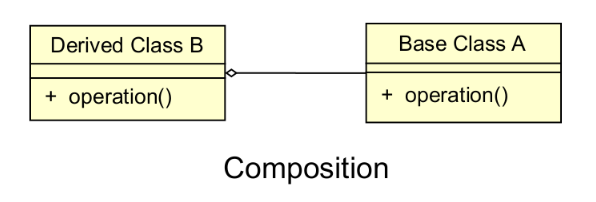 Derived Class B
+ operation()
Base Class A
+ operation()
Composition